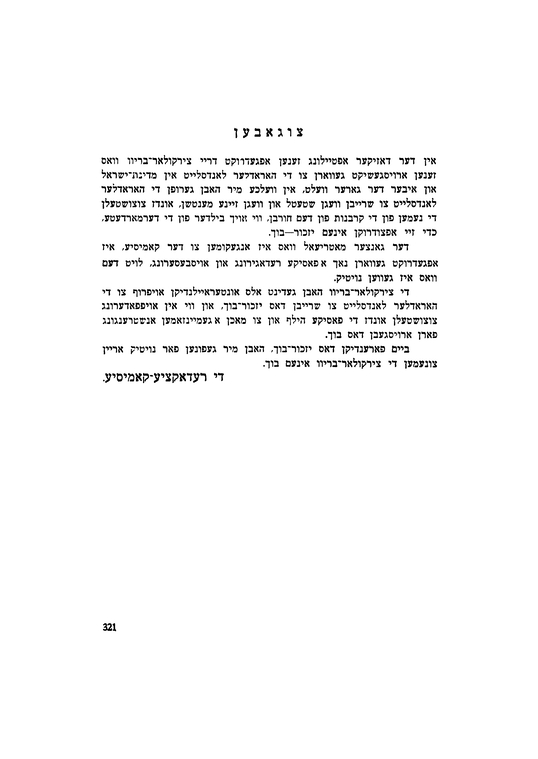 צוגאבען
אין דער דאזיקער אפטיילונג זענען אפגעדרוקט דריי צירקולאר־בריוו וואס
זענען ארויסגעשיקט געווארן צו די האראדלער לאנדסלייט אין מדינת־ישראל
און איבער דער גארער וועלט, אין וועלכע מיר האבן גערופן די האראדלער
לאנדסלייט צו שרייבן וועגן שטעטל און וועגן זיינע מענטשן, אונדז צוצושטעלן
די נעמען פון די קרבנות פון דעם חורבן, ווי אויך בילדער פון די דערמארדעטע,
כדי זיי אפצודרוקן אינעם יזכור—בוך.
דער גאנצער מאטריעאל וואס איז אנגעקומען צו דער קאמיסיע, איז
אפגעדרוקט געווארן נאך א פאסיקע רעדאגירונג און אויסבעסערונג, לויט דעם
וואס איז געווען נויטיק.
די צירקולאר־בריוו האבן געדינט אלס אונטעראיילנדיקן אויפרוף צו די
האראדלער לאנדסלייט צו שרייבן דאס יזכור־בוך, און ווי אין אויפפאדערונג
צוצושטעלן אונדז די פאסיקע הילף און צו מאכן א געמיינזאמען אנשטרענגונג
פארן ארויסגעבן דאס בוך.
ביים פארענדיקן דאס יזכור־בוך, האבן מיר געפונען פאר נויטיק אריין
צונעמען די צירקולאר־בריוו אינעם בוך.
די רעדאקציע־קאמיסיע.
321